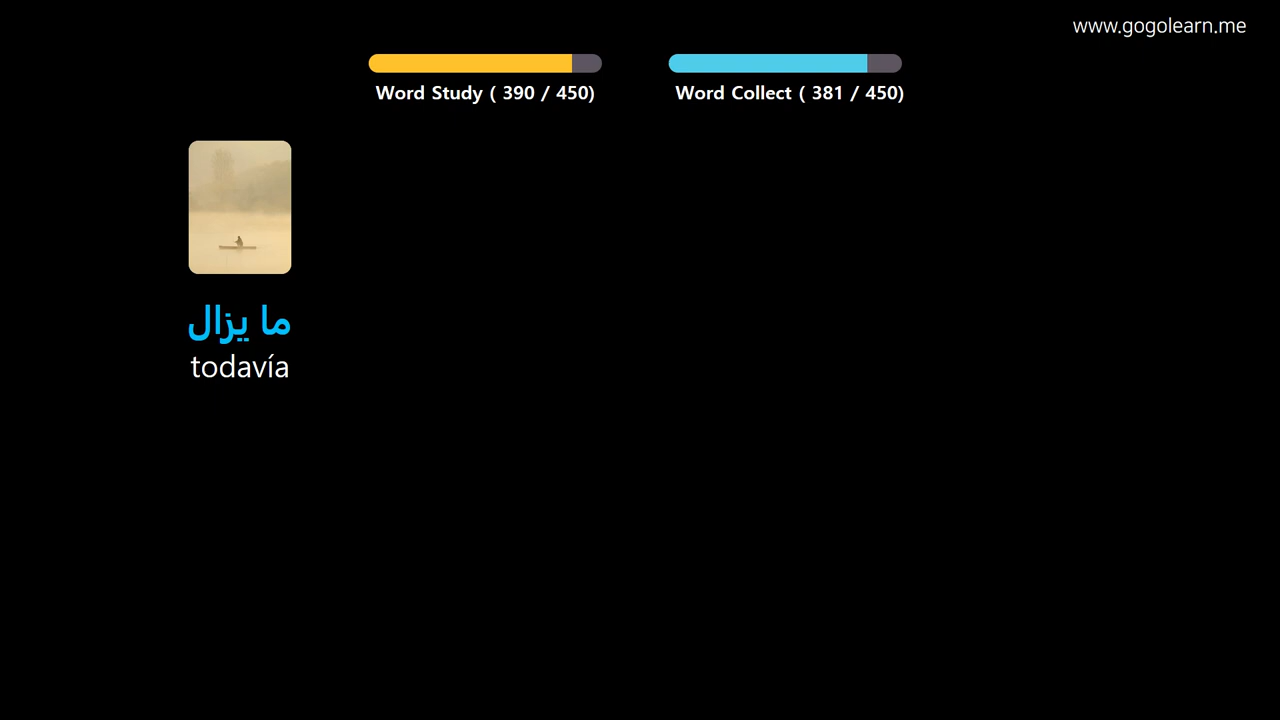 www.gogolearn.me
Word Study ( 390 / 450)
Word Collect ( 381 / 450)
ما يزال
todavía